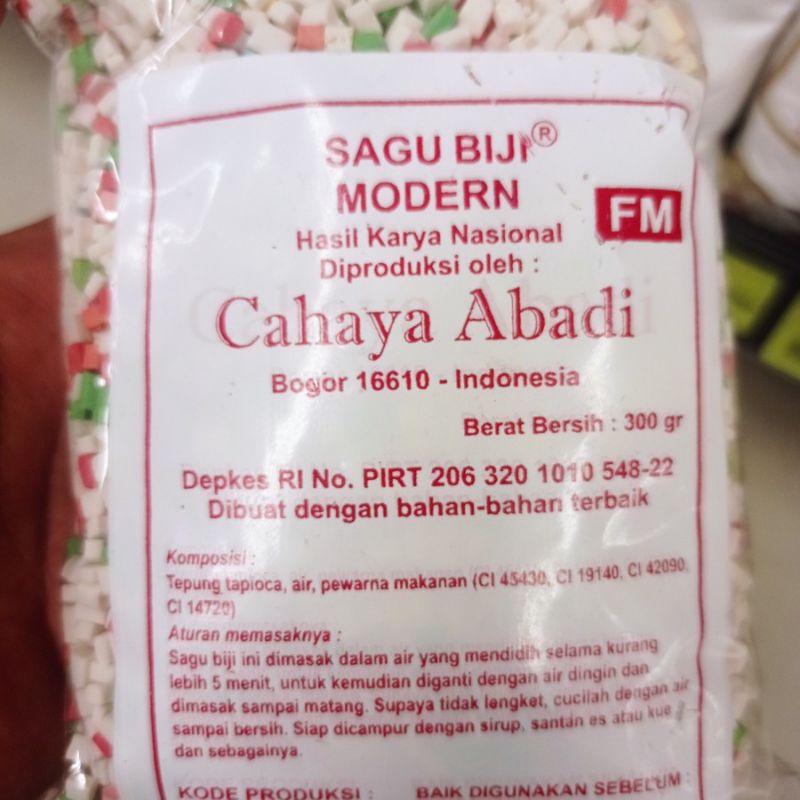 SAGU BIJI®
MODERN
FM
Hasil Karya Nasional
Diproduksi oleh :
Cahaya Abadi
Bogor 16610 - Indonesia
Berat Bersih : 300 gr
Depkes RI No. PIRT 206 320 1010 548-22
Dibuat dengan bahan-bahan terbaik
Komposisi :
Tepung tapioca, air, pewarna makanan (CI 45430, CI 19140, CI 42090,
CI 14720)
Aturan memasaknya :
Sagu biji ini dimasak dalam air yang mendidih selama kurang
lebih 5 menit, untuk kemudian diganti dengan air dingin dan
dimasak sampai matang. Supaya tidak lengket, cucilah dengan air
sampai bersih. Siap dicampur dengan sirup, santan es atau kue
dan sebagainya.
KODE PRODUKSI : BAIK DIGUNAKAN SEBELUM :